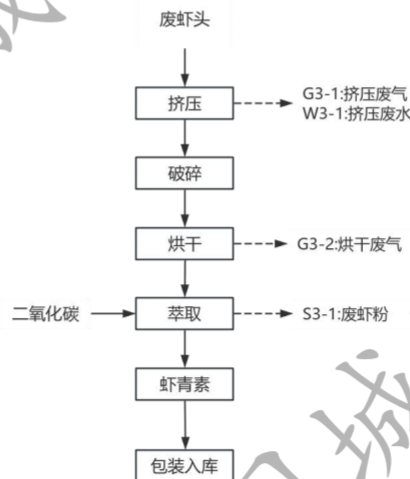 废虾头
挤压
G3-1:挤压废气
W3-1:挤压废水
破碎
烘干
G3-2:烘干废气
二氧化碳
萃取
S3-1:废虾粉
虾青素
包装入库
城
城